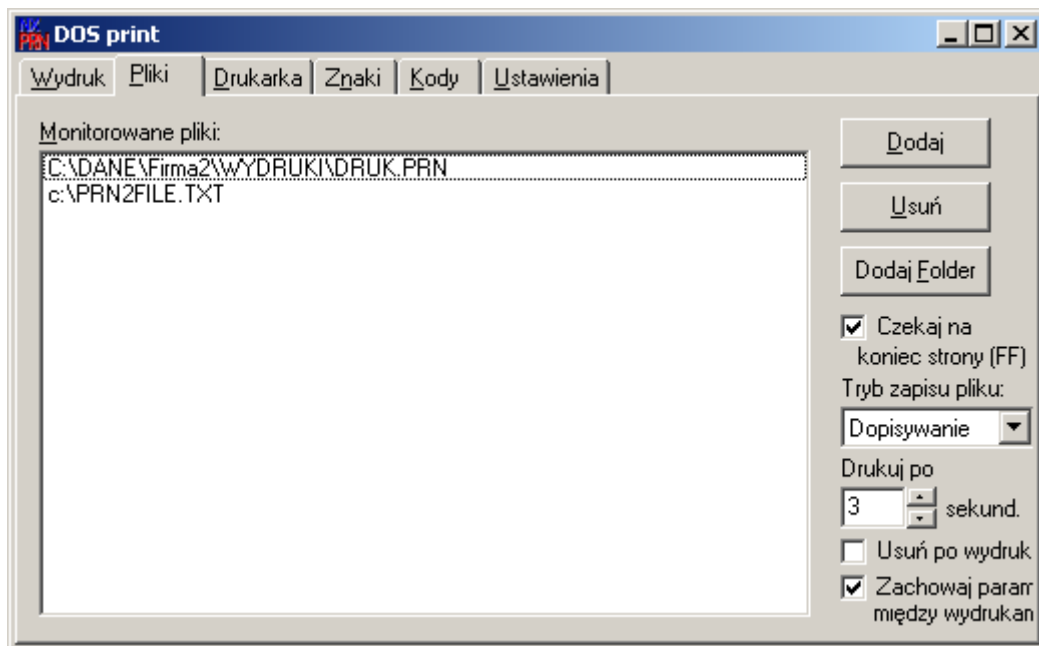 DOS print
Wydruk Pliki Drukarka Znaki Kody Ustawienia
Monitorowane pliki:
C:\DANE\Firma2\WYDRUKI\DRUK.PRN
c:\PRN2FILE.TXT
Dodaj
Usuń
Dodaj Folder
Czekaj na
koniec strony (FF)
Tryb zapisu pliku:
Dopisywanie
Drukuj po
3 sekund.
Usuń po wydruk
Zachowaj param
między wydrukan